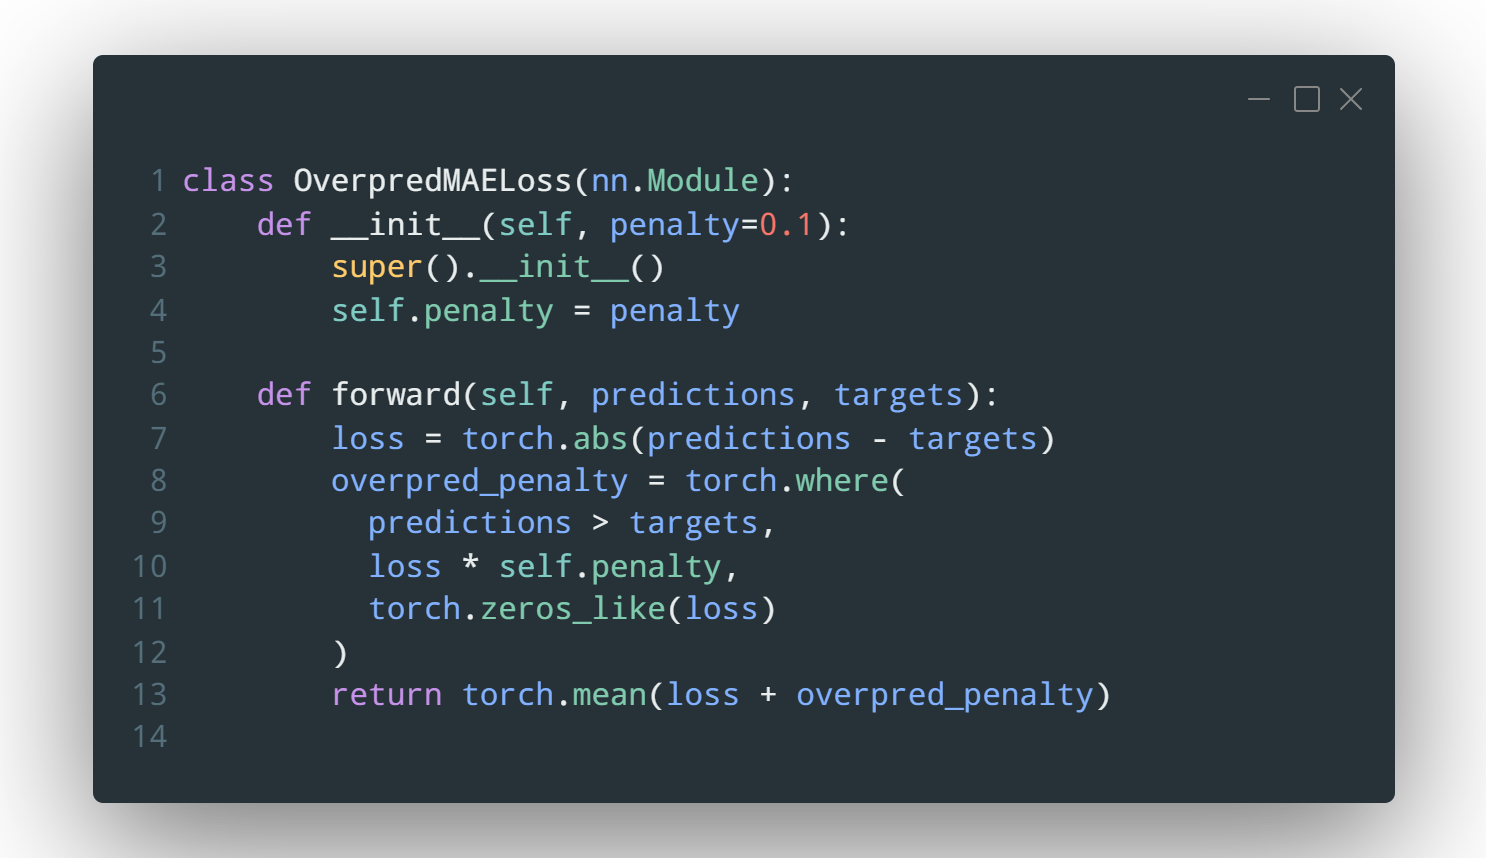 1 class OverpredMAELoss(nn.Module):
2     def __init__(self, penalty=0.1):
3         super().__init__()
4         self.penalty = penalty
5
6     def forward(self, predictions, targets):
7         loss = torch.abs(predictions - targets)
8         overpred_penalty = torch.where(
9           predictions > targets,
10           loss * self.penalty,
11           torch.zeros_like(loss)
12         )
13         return torch.mean(loss + overpred_penalty)
14